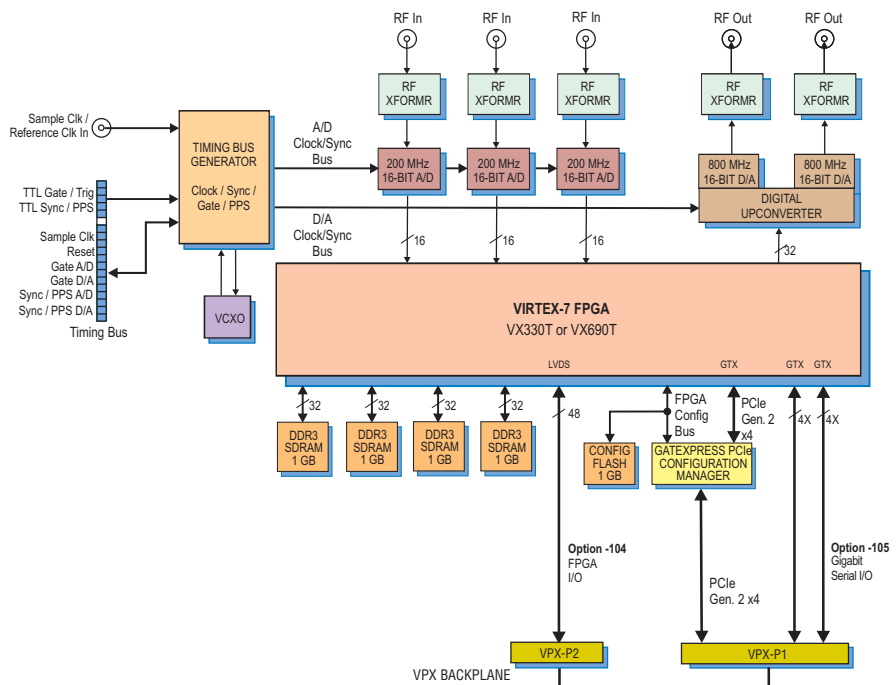 RF In
RF In
RF In
RF Out
RF Out
RF
XFORMR
RF
XFORMR
RF
XFORMR
RF
XFORMR
RF
XFORMR
Sample Clk /
Reference Clk In
TIMING BUS
GENERATOR
Clock / Sync /
Gate / PPS
A/D
Clock/Sync
Bus
200 MHz
16-BIT A/D
200 MHz
16-BIT A/D
200 MHz
16-BIT A/D
800 MHz
16-BIT D/A
800 MHz
16-BIT D/A
DIGITAL
UPCONVERTER
TTL Gate / Trig
TTL Sync / PPS
Sample Clk
Reset
Gate A/D
Gate D/A
Sync / PPS A/D
Sync / PPS D/A
Timing Bus
D/A
Clock/Sync
Bus
16
16
16
32
VCXO
VIRTEX-7 FPGA
VX330T or VX690T
LVDS
GTX
GTX
GTX
32
32
32
32
48
FPGA
Config
Bus
PCIe
Gen. 2
x4
4X
4X
DDR3
SDRAM
1 GB
DDR3
SDRAM
1 GB
DDR3
SDRAM
1 GB
DDR3
SDRAM
1 GB
CONFIG
FLASH
1 GB
GATEXPRESS PCIe
CONFIGURATION
MANAGER
Option -104
FPGA
I/O
PCIe
Gen. 2 x4
Option -105
Gigabit
Serial I/O
VPX-P2
VPX-P1
VPX BACKPLANE